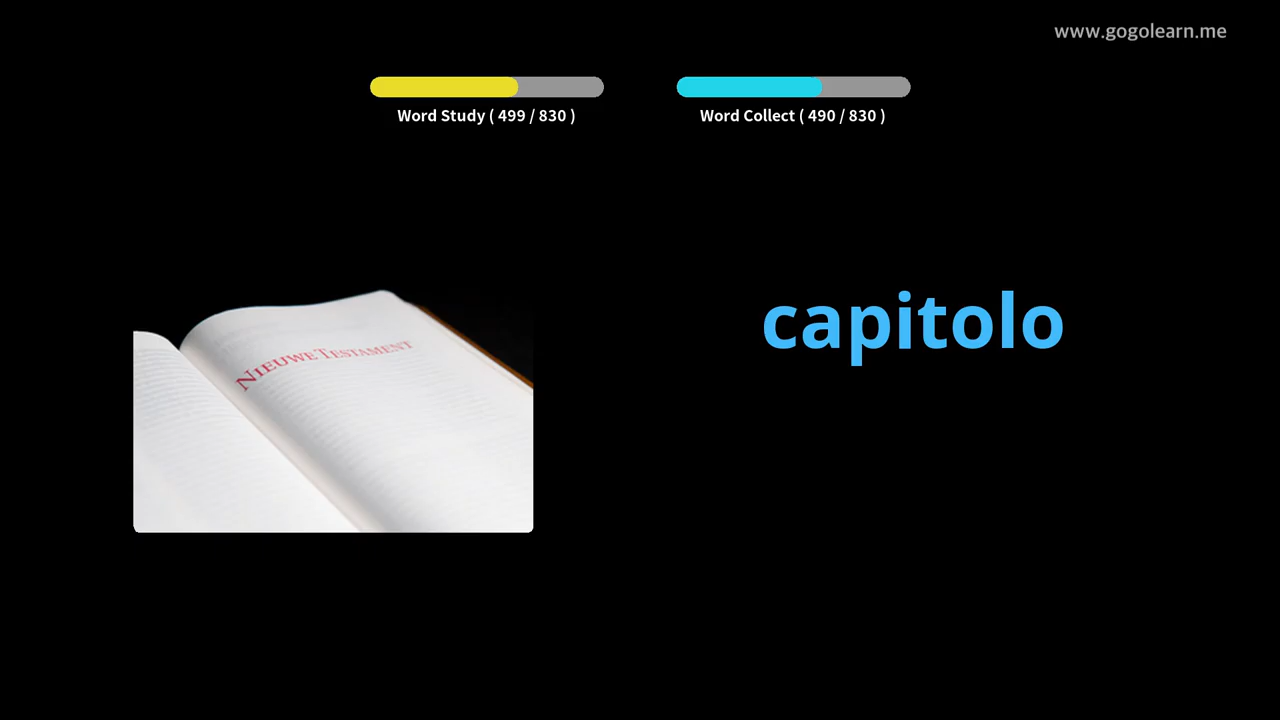 www.gogolearn.me
Word Study ( 499 / 830 )
Word Collect ( 490 / 830 )
capitolo
NIEUWE TESTAMENT